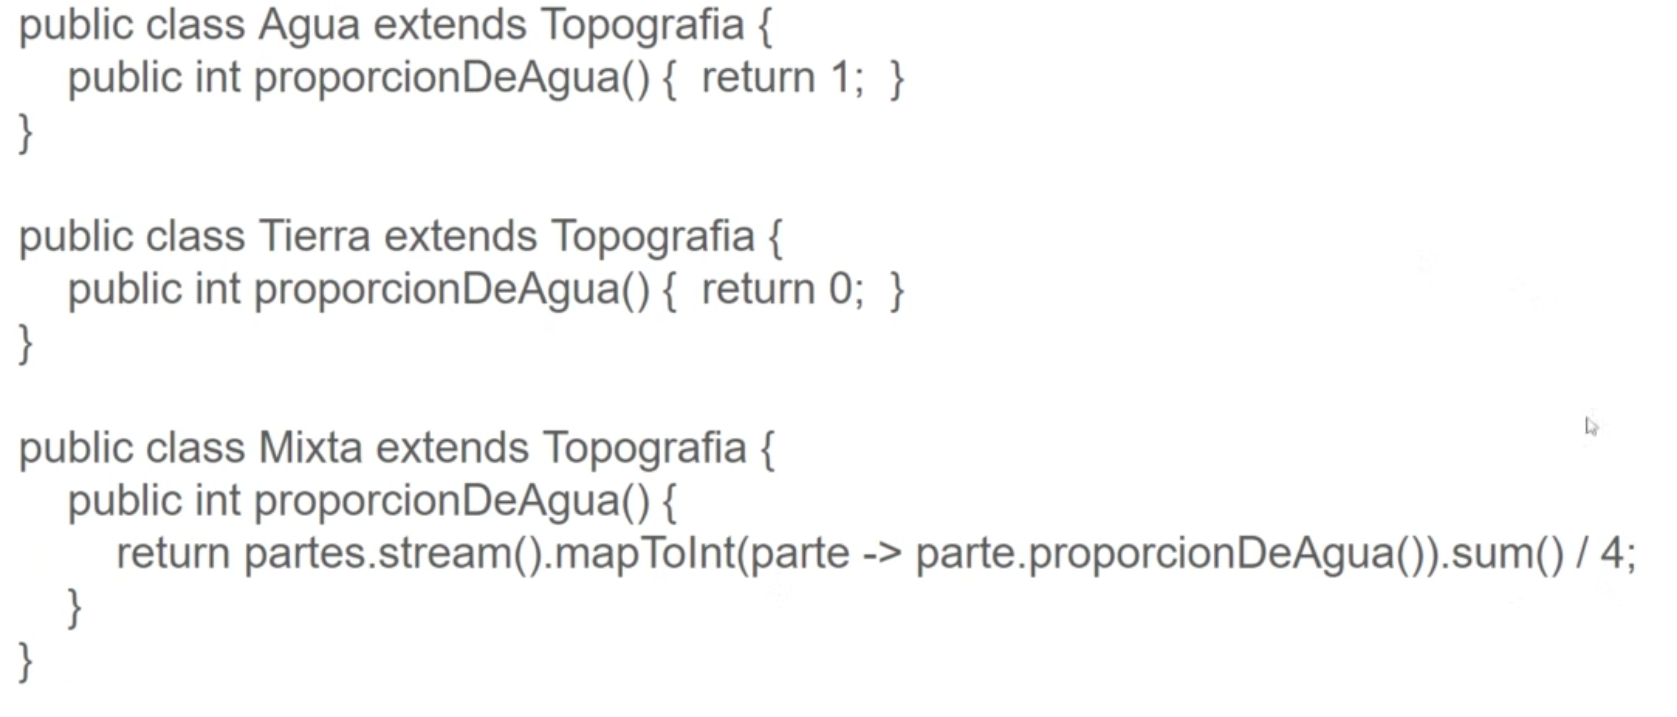 public class Agua extends Topografia {
public int proporcionDeAgua() { return 1; }
}
public class Tierra extends Topografia {
public int proporcionDeAgua() { return 0; }
}
public class Mixta extends Topografia {
public int proporcionDeAgua() {
return partes.stream().mapToInt(parte -> parte.proporcionDeAgua()).sum() / 4;
}
}